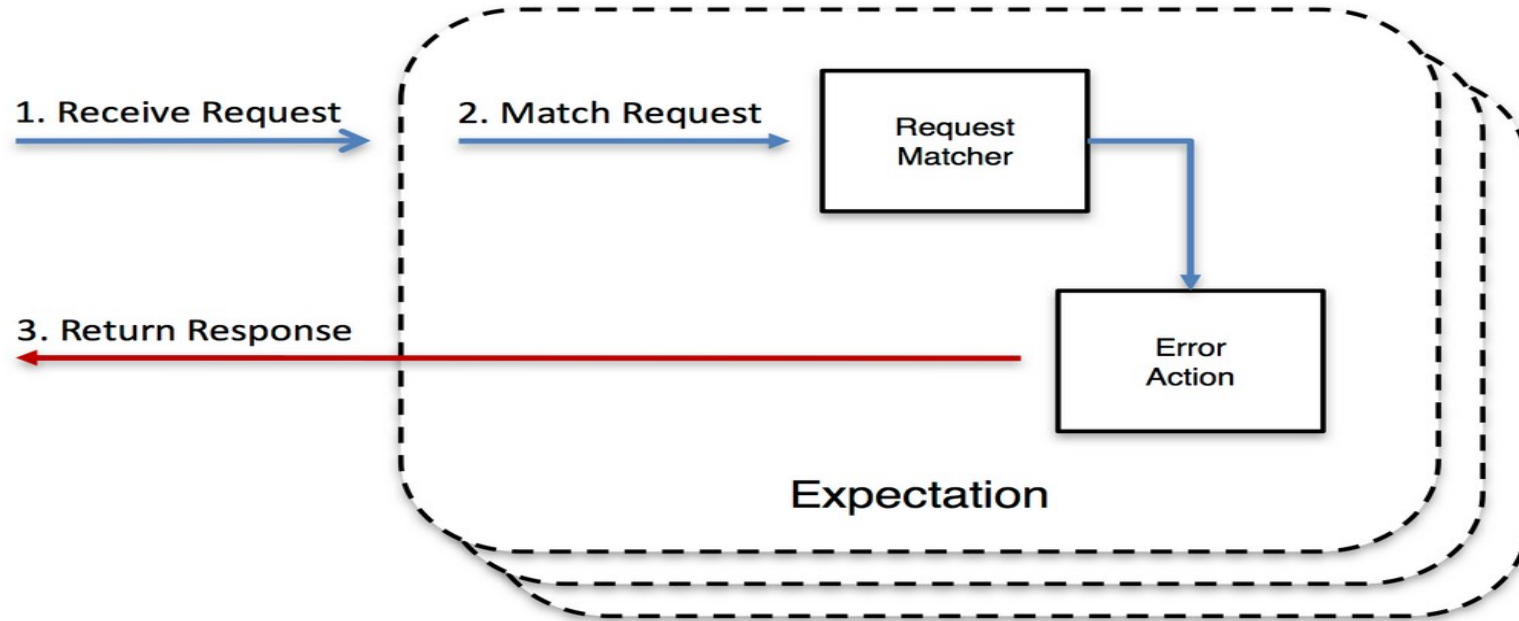 1. Receive Request
2. Match Request
Request
Matcher
3. Return Response
Error
Action
Expectation